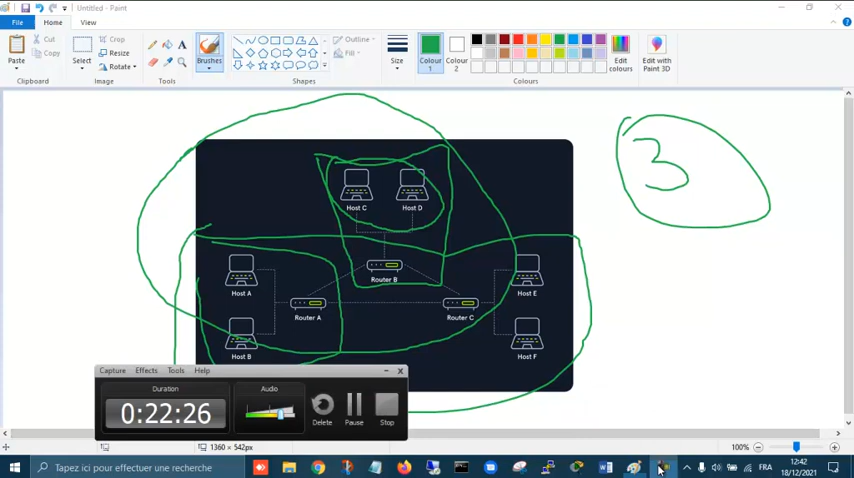 Untitled - Paint
File Home View
Cut
Copy
Paste
Clipboard
Select
Crop
Resize
Rotate
Image
Tools
Brushes
Outline
Fill
Shapes
Size
Colour 1
Colour 2
Edit colours
Edit with Paint 3D
Colours
3
Host C Host D
Router B
Host A
Host E
Router A
Router C
Host B
Host F
Capture Effects Tools Help
Duration
0:22:26
Audio
Delete Pause Stop
1360 × 542px
100%
Tapez ici pour effectuer une recherche
FRA
12:42
18/12/2021